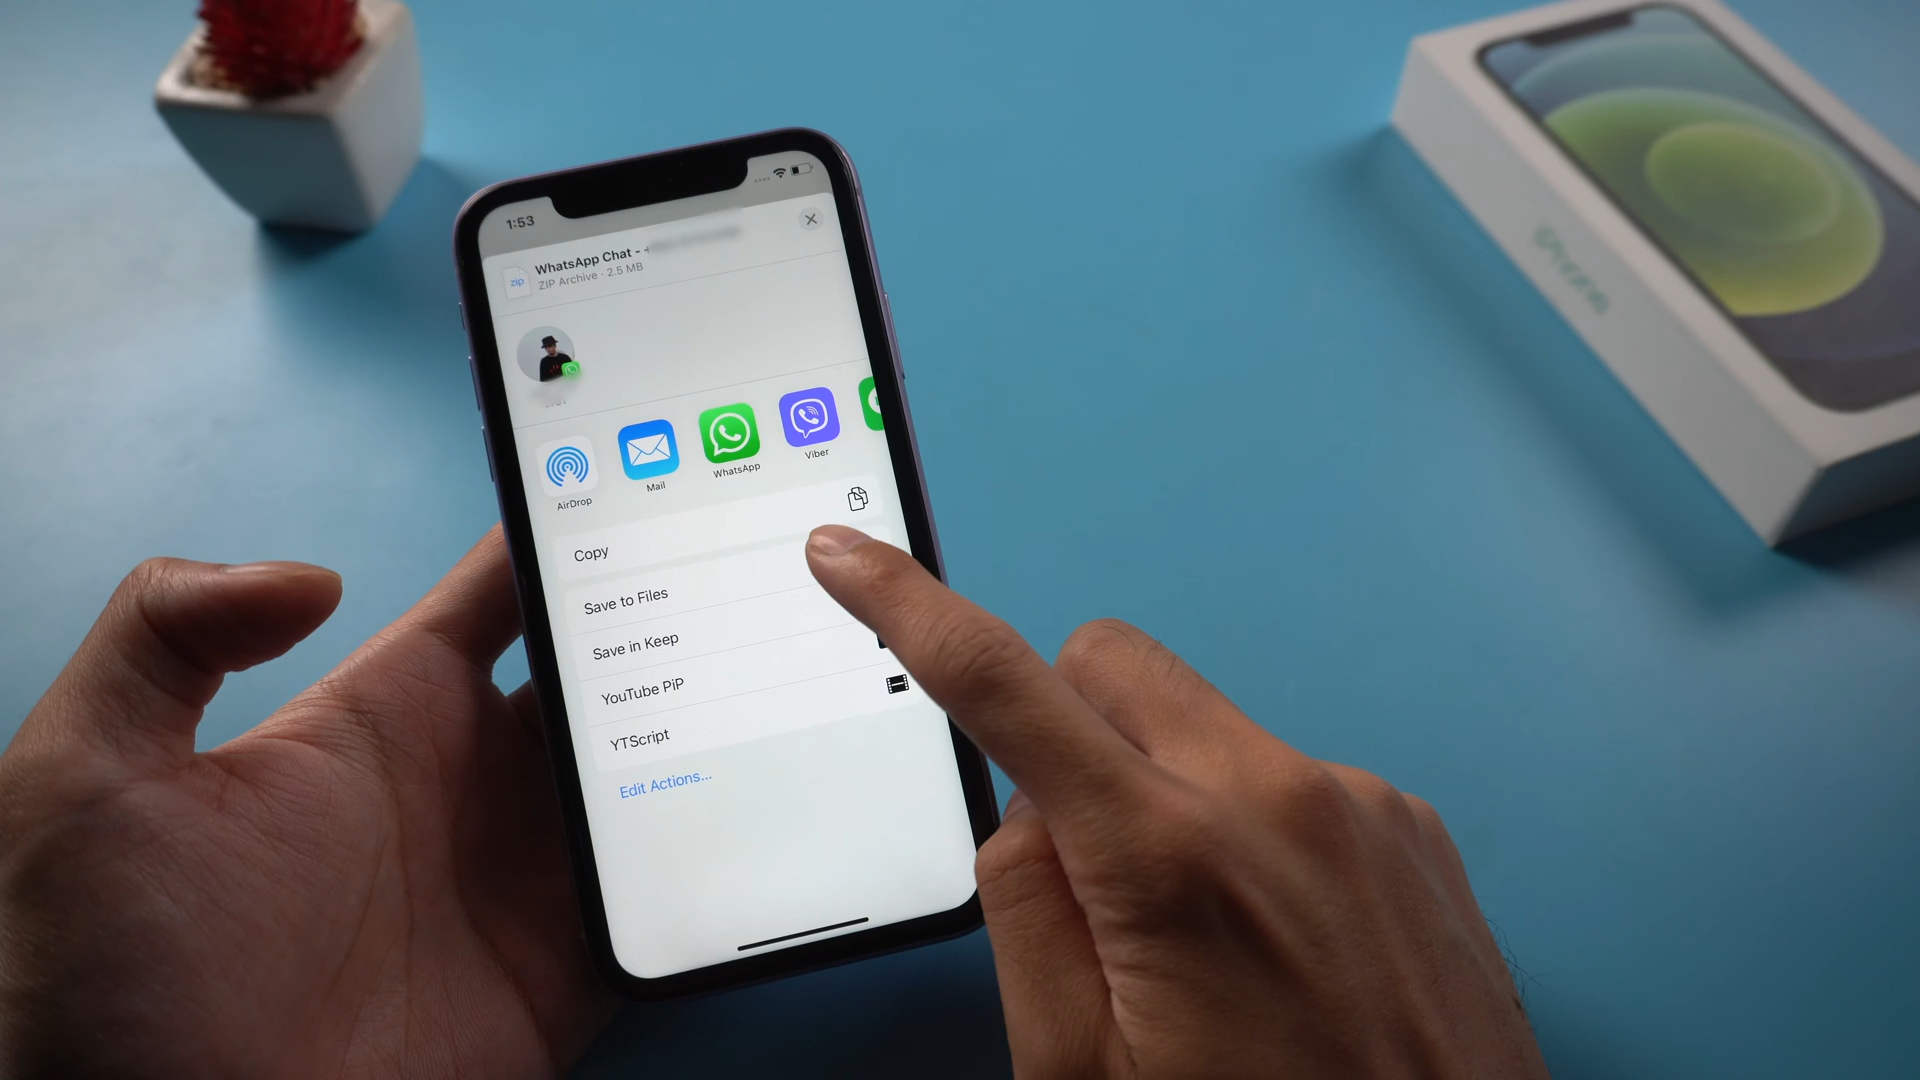 1:53
WhatsApp Chat -
zip
ZIP Archive · 2.5 MB
AirDrop
Mail
WhatsApp
Viber
Copy
Save to Files
Save in Keep
YouTube PiP
YTScript
Edit Actions...
iPhone